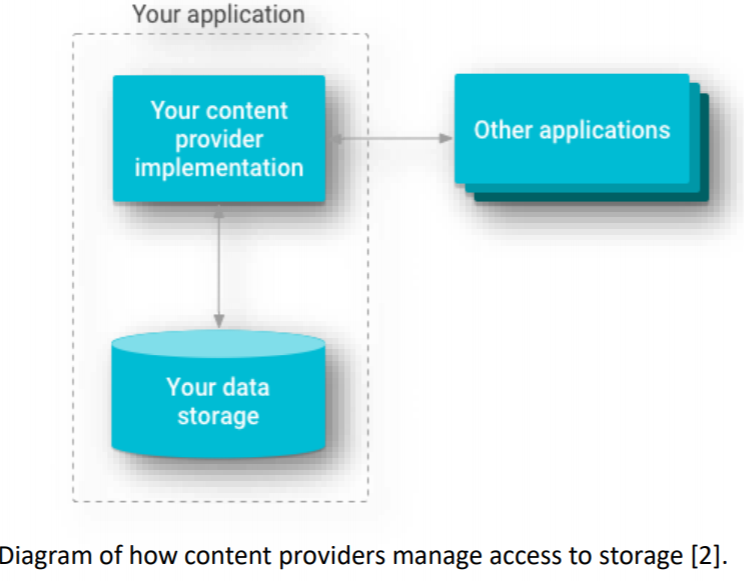 Your application
Your content
provider
implementation
Other applications
Your data
storage
Diagram of how content providers manage access to storage [2].